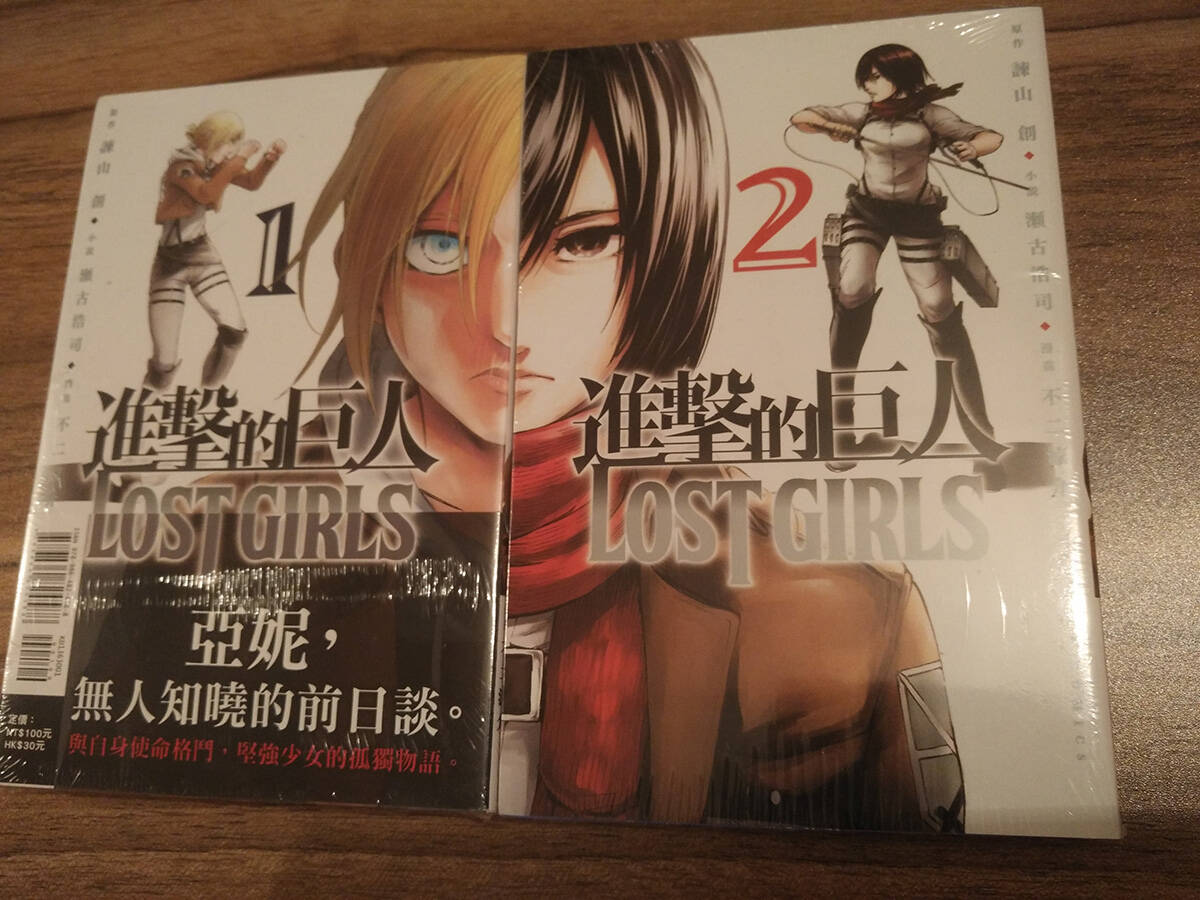 原作 諫山 創◆小說 瀨古浩司◆漫畫 不二
1
進擊的巨人
LOST GIRLS
亞妮，
無人知曉的前日談。
與自身使命格鬥，堅強少女的孤獨物語。
定價：
NT$100元
HK$30元
原作 諫山 創◆小說 瀨古浩司◆漫畫 不二
2
進擊的巨人
LOST GIRLS